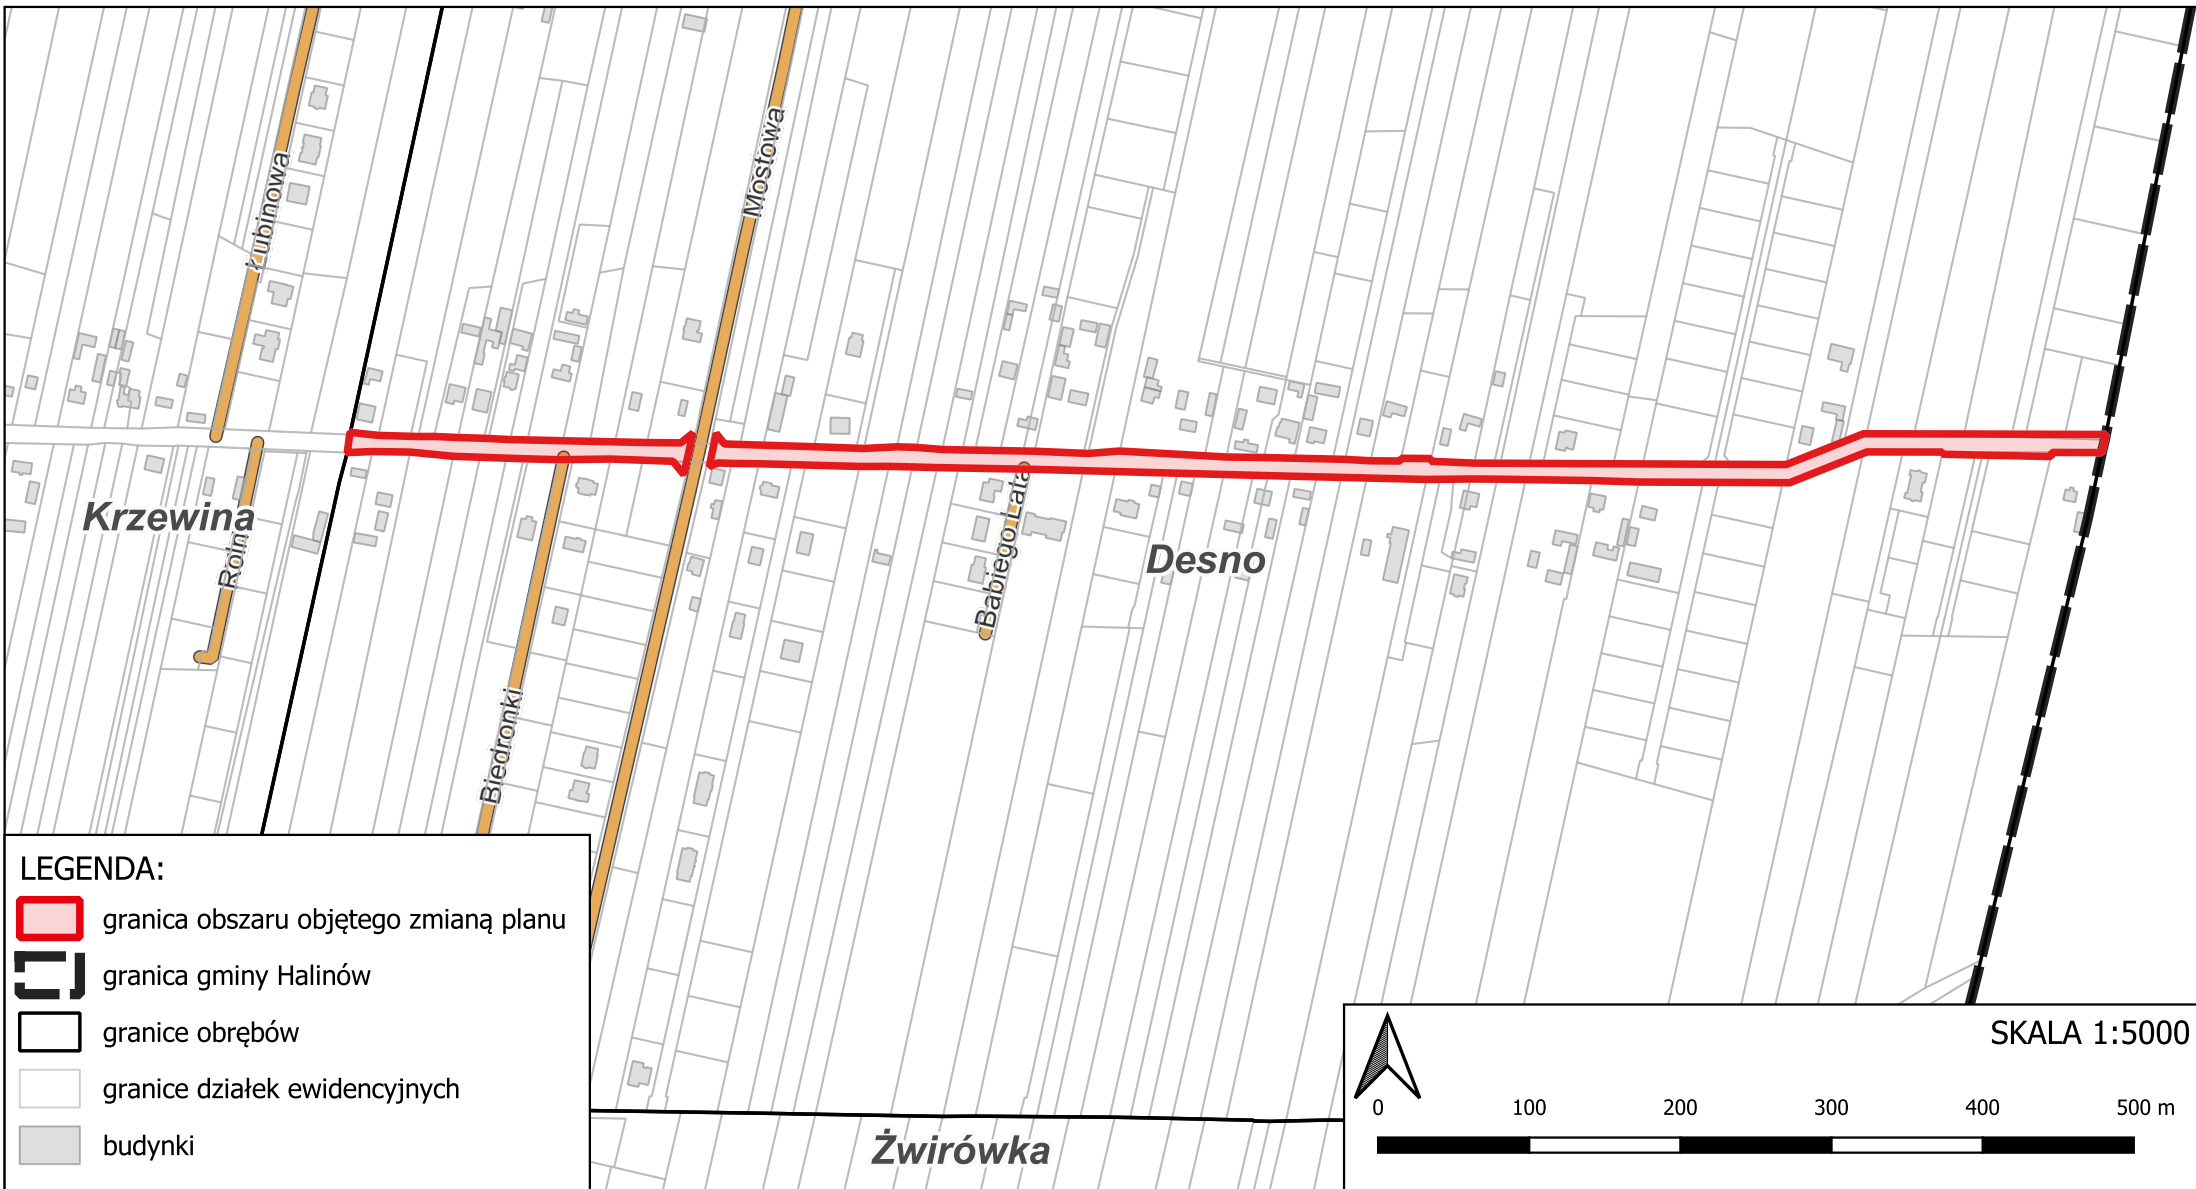 Łubinowa
Mostowa
Krzewina
Roln
Babiego Lata
Desno
Biedronki
Żwirówka
LEGENDA:
granica obszaru objętego zmianą planu
granica gminy Halinów
granice obrębów
granice działek ewidencyjnych
budynki
SKALA 1:5000
0 100 200 300 400 500 m